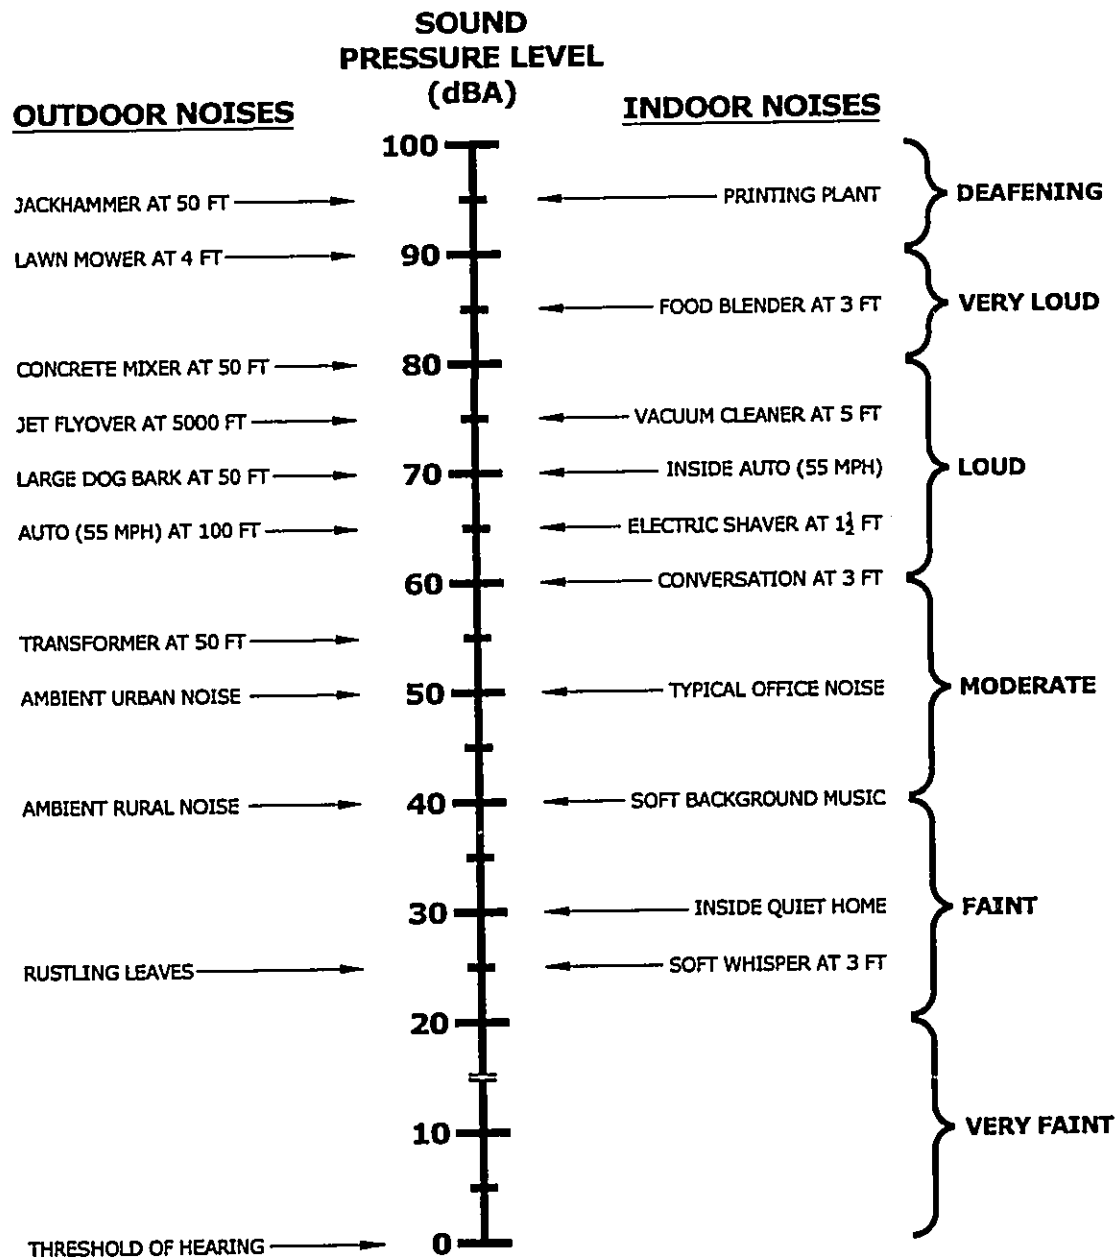 SOUND
PRESSURE LEVEL
(dBA)
OUTDOOR NOISES
INDOOR NOISES
100
JACKHAMMER AT 50 FT
PRINTING PLANT
DEAFENING
LAWN MOWER AT 4 FT
90
FOOD BLENDER AT 3 FT
VERY LOUD
CONCRETE MIXER AT 50 FT
80
JET FLYOVER AT 5000 FT
VACUUM CLEANER AT 5 FT
LARGE DOG BARK AT 50 FT
70
INSIDE AUTO (55 MPH)
LOUD
AUTO (55 MPH) AT 100 FT
ELECTRIC SHAVER AT 1½ FT
60
CONVERSATION AT 3 FT
TRANSFORMER AT 50 FT
AMBIENT URBAN NOISE
50
TYPICAL OFFICE NOISE
MODERATE
AMBIENT RURAL NOISE
40
SOFT BACKGROUND MUSIC
30
INSIDE QUIET HOME
FAINT
RUSTLING LEAVES
SOFT WHISPER AT 3 FT
20
10
VERY FAINT
THRESHOLD OF HEARING
0